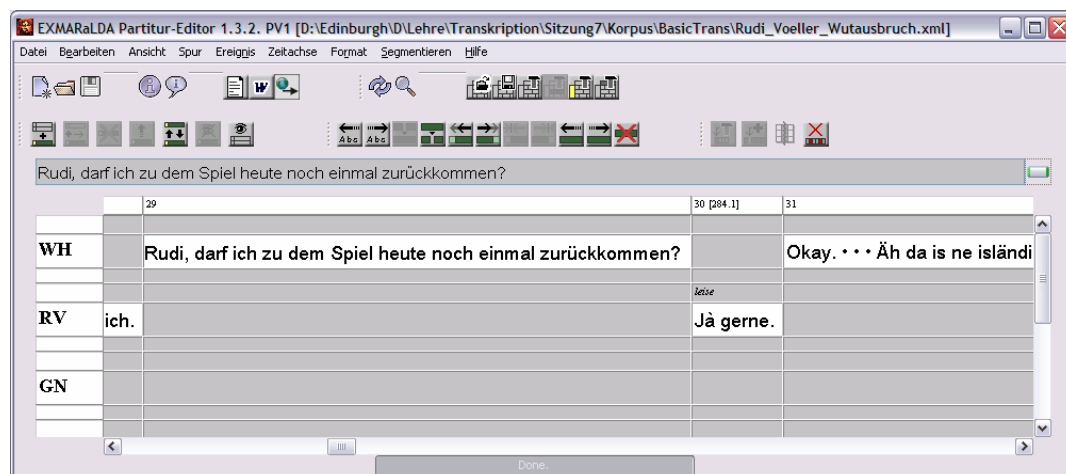 EXMARaLDA Partitur-Editor 1.3.2. PV1 [D:\Edinburgh\D\Lehre\Transkription\Sitzung7\Korpus\BasicTrans\Rudi_Voeller_Wutausbruch.xml]
Datei Bearbeiten Ansicht Spur Ereignis Zeitachse Format Segmentieren Hilfe
Abc Abc
Rudi, darf ich zu dem Spiel heute noch einmal zurückkommen?
29 30 [284.1] 31
WH Rudi, darf ich zu dem Spiel heute noch einmal zurückkommen? Okay. • • • Äh da is ne isländi
leise
RV ich. Jà gerne.
GN
Done.